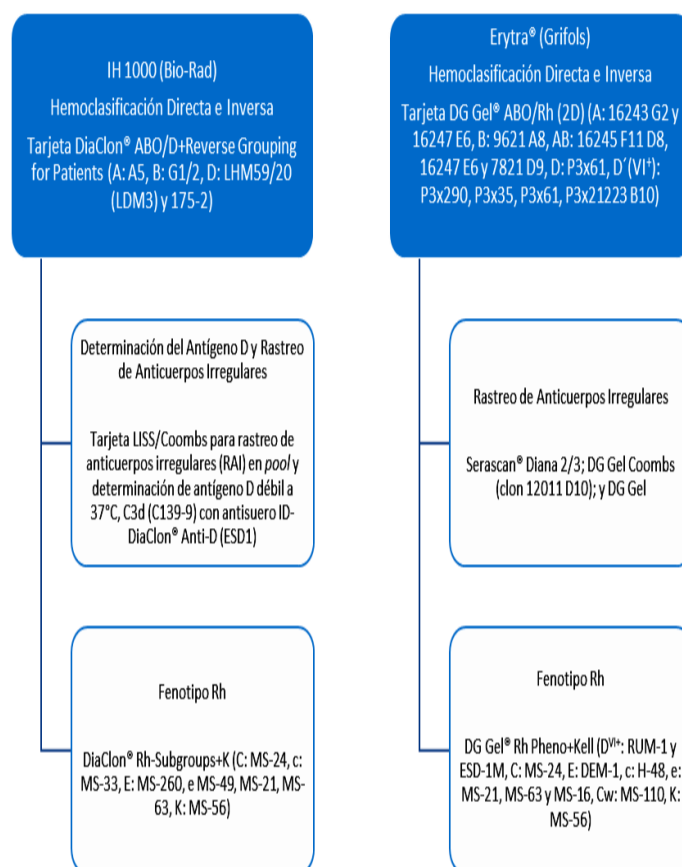 IH 1000 (Bio-Rad)
Hemoclasificación Directa e Inversa
Tarjeta DiaClon® ABO/D+Reverse Grouping
for Patients (A: A5, B: G1/2, D: LHM59/20
(LDM3) y 175-2)
Determinación del Antígeno D y Rastreo
de Anticuerpos Irregulares
Tarjeta LISS/Coombs para rastreo de
anticuerpos irregulares (RAI) en pool y
determinación de antígeno D débil a
37°C, C3d (C139-9) con antisuero ID-
DiaClon® Anti-D (ESD1)
Fenotipo Rh
DiaClon® Rh-Subgroups+K (C: MS-24, c:
MS-33, E: MS-260, e MS-49, MS-21, MS-
63, K: MS-56)
Erytra® (Grifols)
Hemoclasificación Directa e Inversa
Tarjeta DG Gel® ABO/Rh (2D) (A: 16243 G2 y
16247 E6, B: 9621 A8, AB: 16245 F11 D8,
16247 E6 y 7821 D9, D: P3x61, D´(VI⁺):
P3x290, P3x35, P3x61, P3x21223 B10)
Rastreo de Anticuerpos Irregulares
Serascan® Diana 2/3; DG Gel Coombs
(clon 12011 D10); y DG Gel
Fenotipo Rh
DG Gel® Rh Pheno+Kell (Dⱽᴵ⁺: RUM-1 y
ESD-1M, C: MS-24, E: DEM-1, c: H-48, e:
MS-21, MS-63 y MS-16, Cw: MS-110, K:
MS-56)